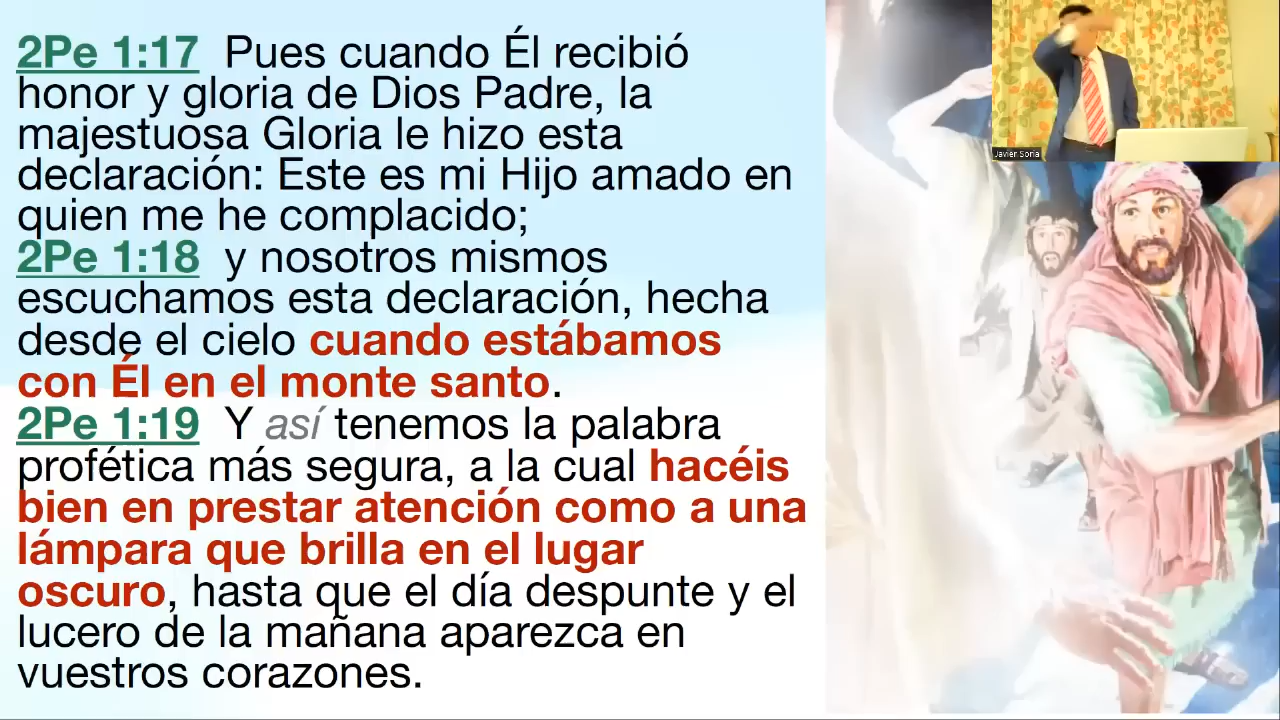 2Pe 1:17 Pues cuando Él recibió
honor y gloria de Dios Padre, la
majestuosa Gloria le hizo esta
declaración: Este es mi Hijo amado en
quien me he complacido;
2Pe 1:18 y nosotros mismos
escuchamos esta declaración, hecha
desde el cielo cuando estábamos
con Él en el monte santo.
2Pe 1:19 Y así tenemos la palabra
profética más segura, a la cual hacéis
bien en prestar atención como a una
lámpara que brilla en el lugar
oscuro, hasta que el día despunte y el
lucero de la mañana aparezca en
vuestros corazones.
Javier Soria